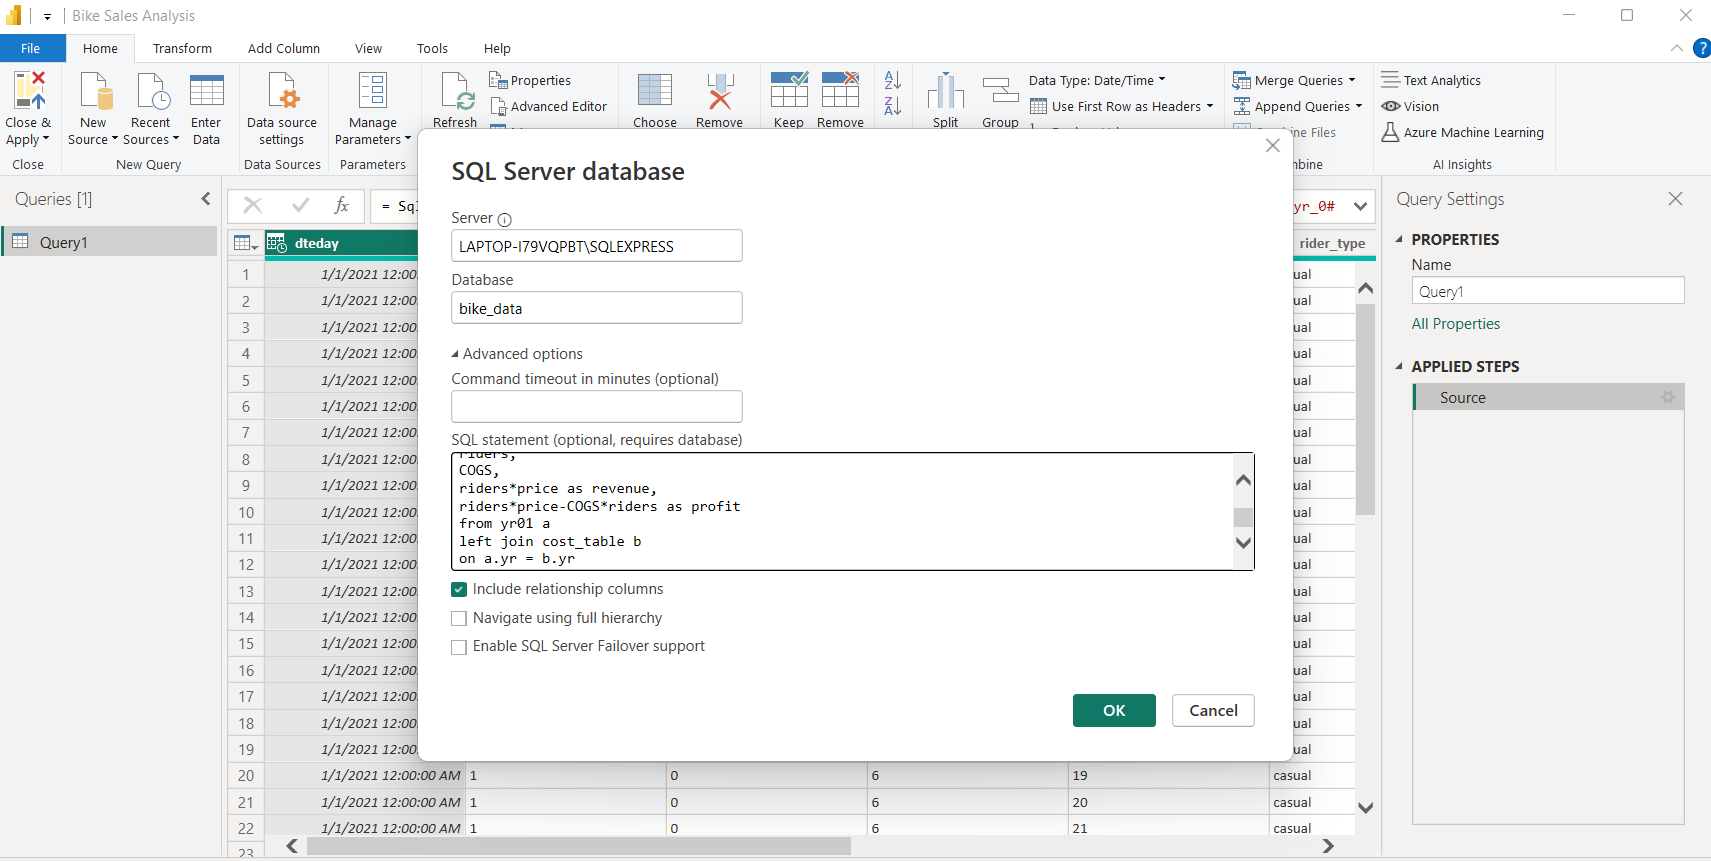 Bike Sales Analysis
File Home Transform Add Column View Tools Help
Close & Apply
Close
New Source
Recent Sources
Enter Data
New Query
Data source settings
Data Sources
Manage Parameters
Parameters
Refresh
Properties
Advanced Editor
Choose
Remove
Keep
Remove
Split
Group
Data Type: Date/Time
Use First Row as Headers
Merge Queries
Append Queries
Text Analytics
Vision
Azure Machine Learning
AI Insights
Queries [1]
Query1
fx
= Sql
yr_0#
dteday
rider_type
1 1/1/2021 12:00: ual
2 1/1/2021 12:00: ual
3 1/1/2021 12:00: ual
4 1/1/2021 12:00: ual
5 1/1/2021 12:00: ual
6 1/1/2021 12:00: ual
7 1/1/2021 12:00: ual
8 1/1/2021 12:00: ual
9 1/1/2021 12:00: ual
10 1/1/2021 12:00: ual
11 1/1/2021 12:00: ual
12 1/1/2021 12:00: ual
13 1/1/2021 12:00: ual
14 1/1/2021 12:00: ual
15 1/1/2021 12:00: ual
16 1/1/2021 12:00: ual
17 1/1/2021 12:00: ual
18 1/1/2021 12:00: ual
19 1/1/2021 12:00: ual
20 1/1/2021 12:00:00 AM 1 0 6 19 casual
21 1/1/2021 12:00:00 AM 1 0 6 20 casual
22 1/1/2021 12:00:00 AM 1 0 6 21 casual
23
SQL Server database
Server
LAPTOP-I79VQPBT\SQLEXPRESS
Database
bike_data
Advanced options
Command timeout in minutes (optional)
SQL statement (optional, requires database)
riders,
COGS,
riders*price as revenue,
riders*price-COGS*riders as profit
from yr01 a
left join cost_table b
on a.yr = b.yr
Include relationship columns
Navigate using full hierarchy
Enable SQL Server Failover support
OK
Cancel
Query Settings
PROPERTIES
Name
Query1
All Properties
APPLIED STEPS
Source